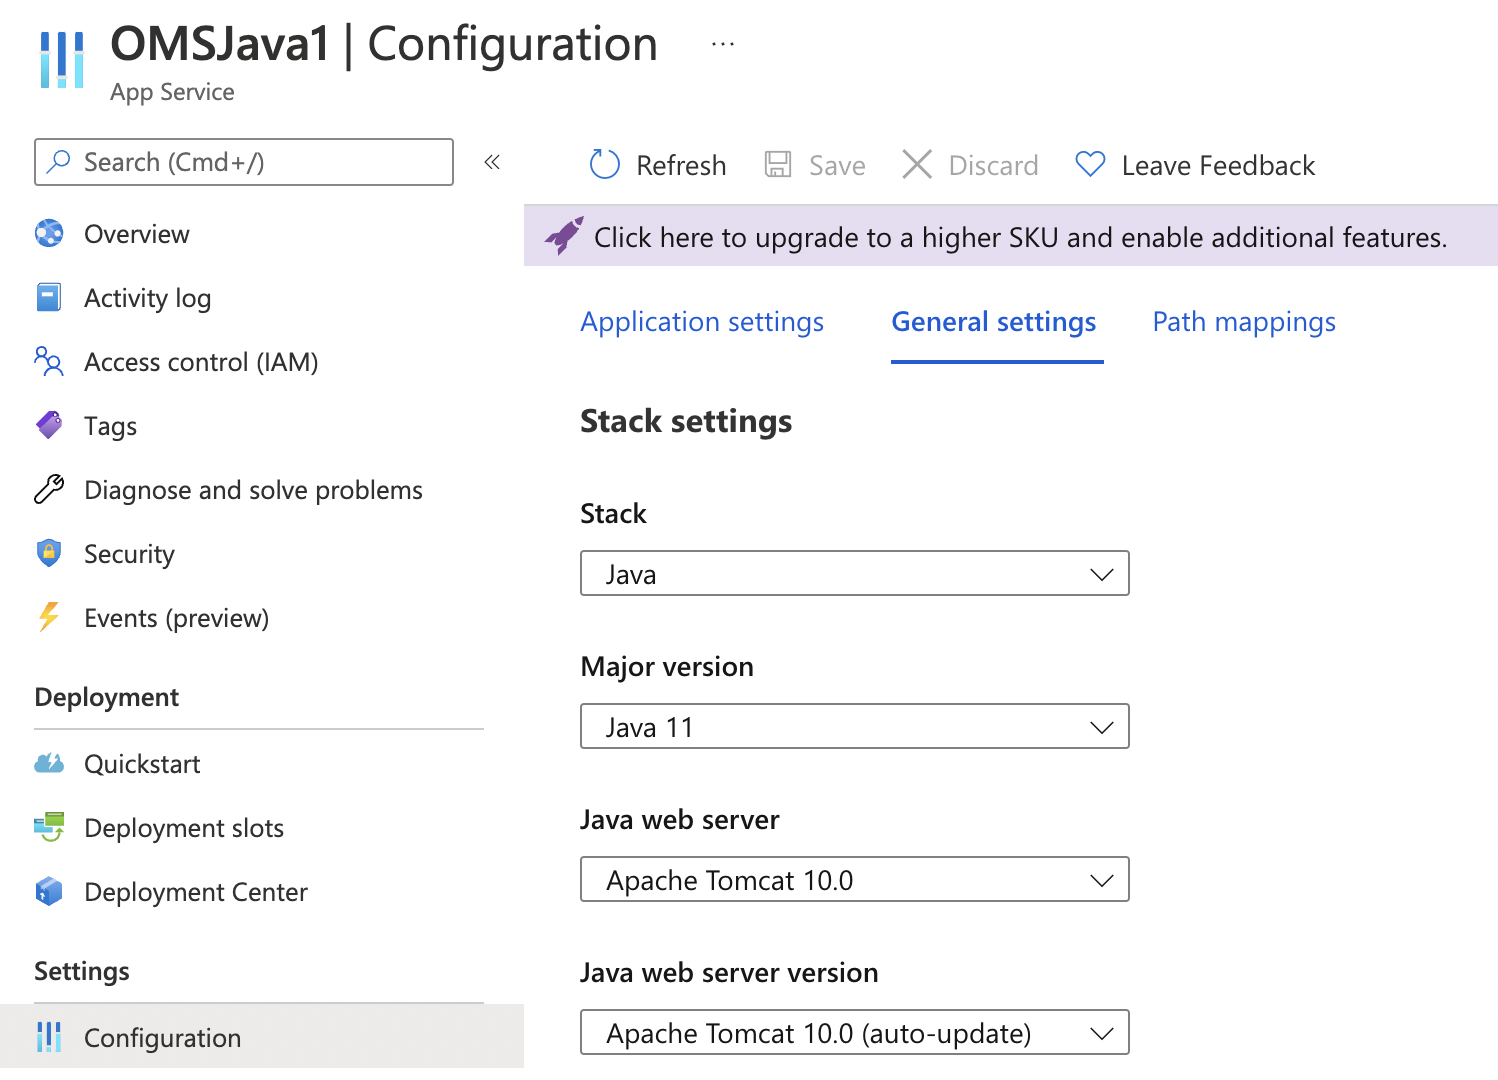 OMSJava1 | Configuration ...
App Service
Search (Cmd+/)
«
Overview
Activity log
Access control (IAM)
Tags
Diagnose and solve problems
Security
Events (preview)
Deployment
Quickstart
Deployment slots
Deployment Center
Settings
Configuration
Refresh
Save
Discard
Leave Feedback
Click here to upgrade to a higher SKU and enable additional features.
Application settings
General settings
Path mappings
Stack settings
Stack
Java
Major version
Java 11
Java web server
Apache Tomcat 10.0
Java web server version
Apache Tomcat 10.0 (auto-update)